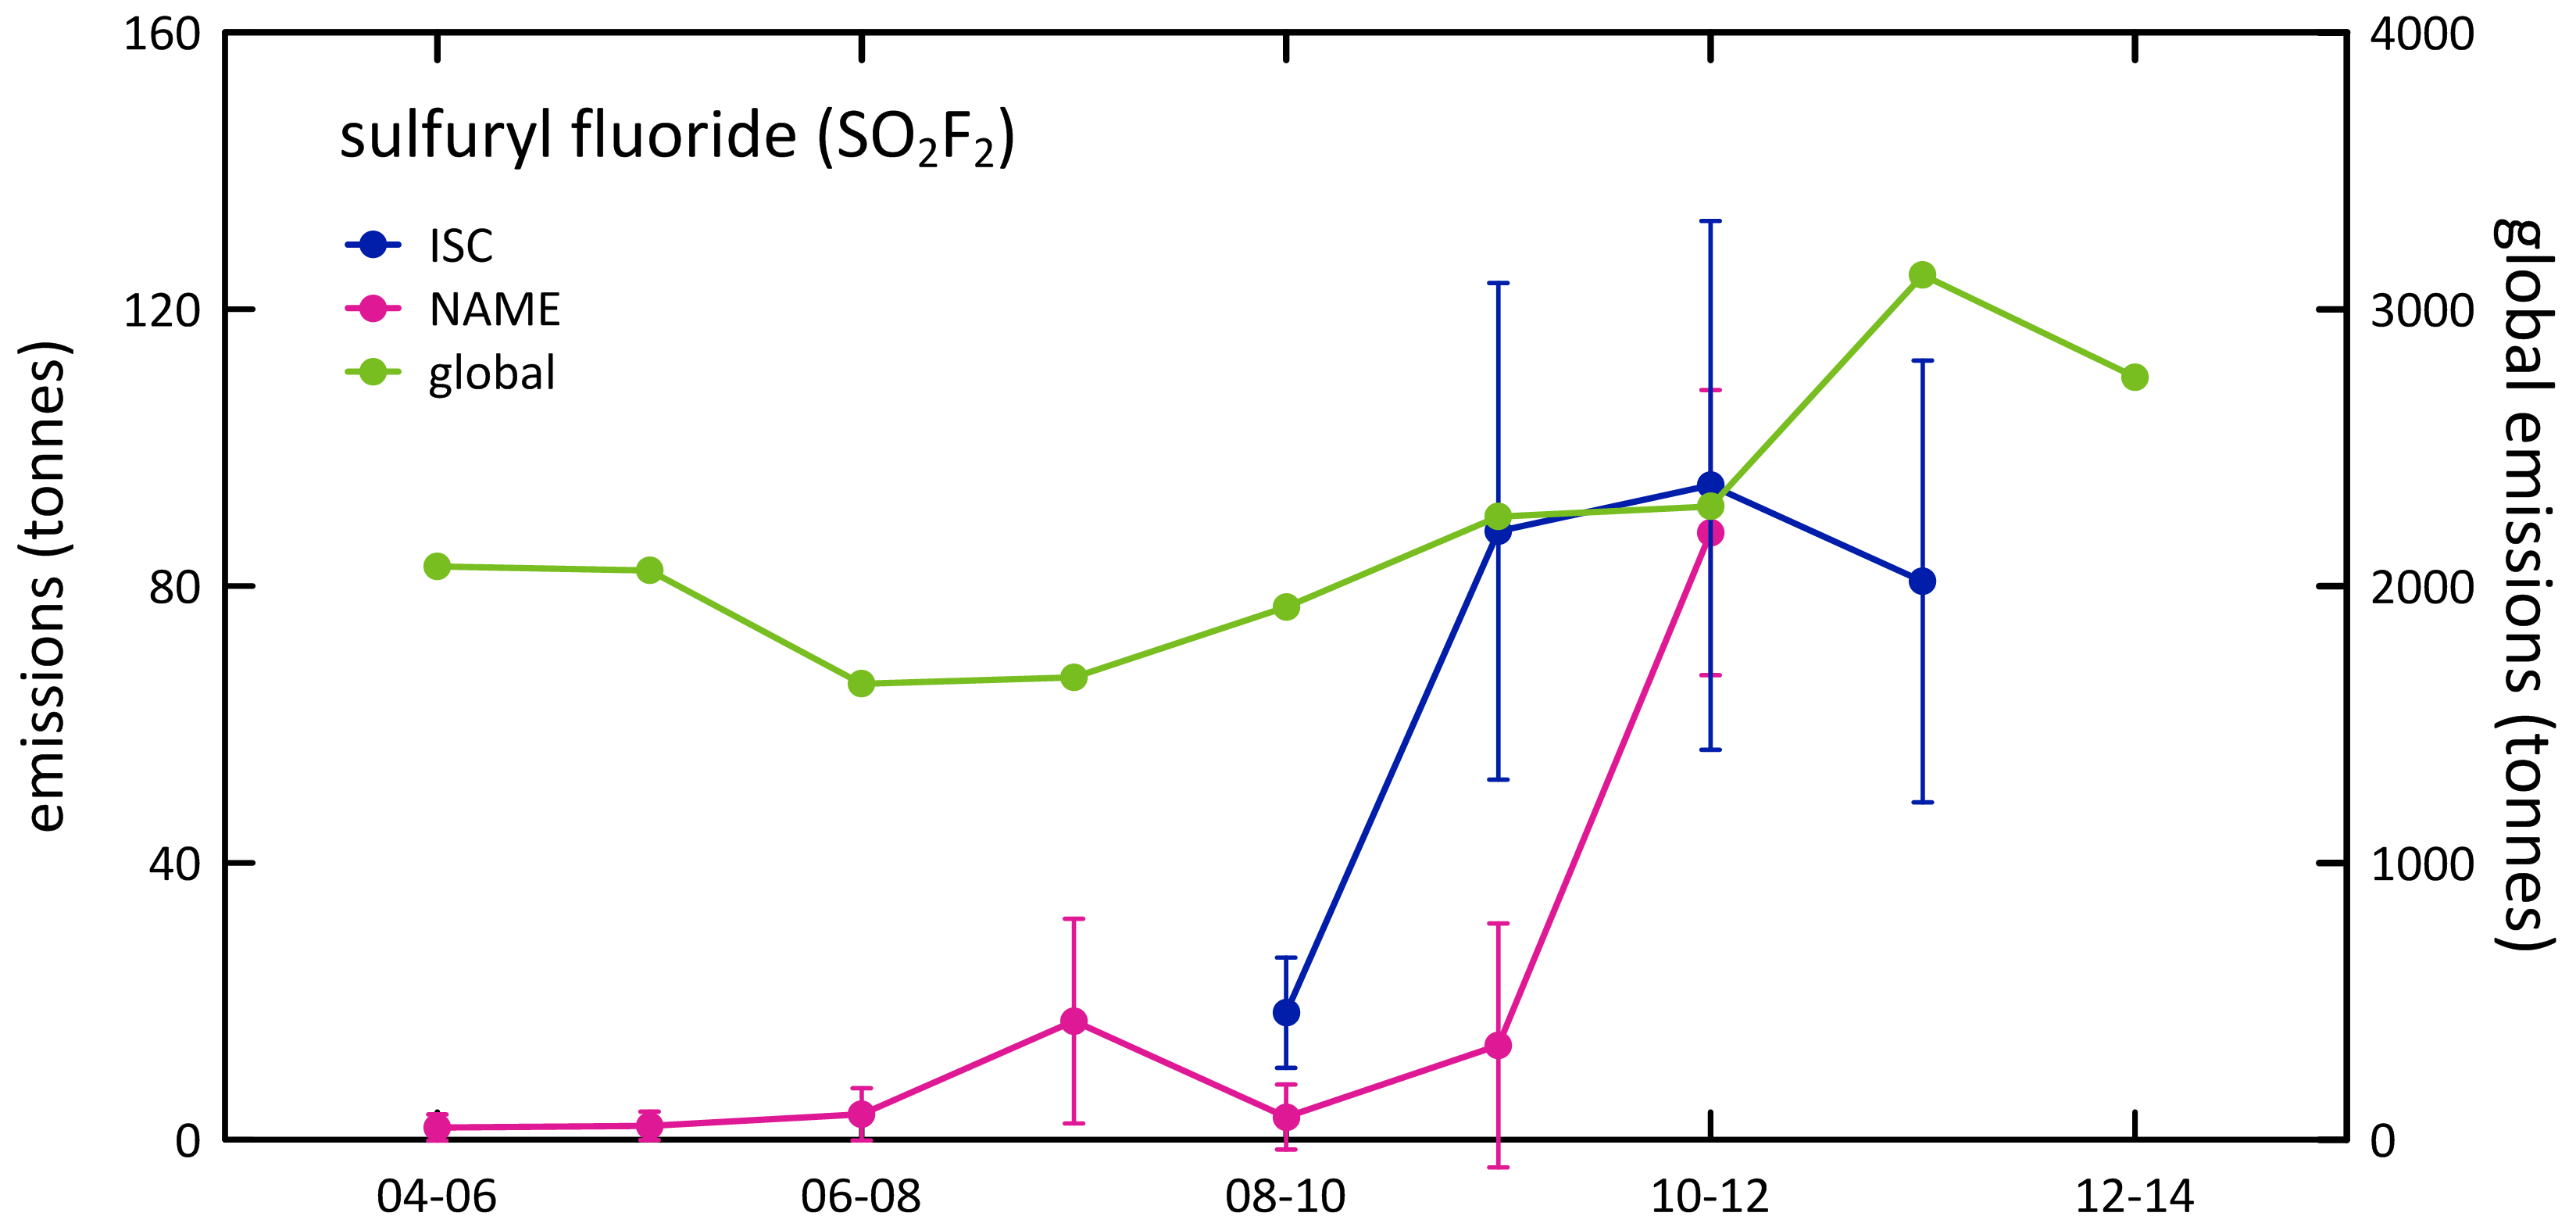 sulfuryl fluoride (SO₂F₂)
ISC
NAME
global
emissions (tonnes)
160
120
80
40
0
global emissions (tonnes)
4000
3000
2000
1000
0
04-06
06-08
08-10
10-12
12-14